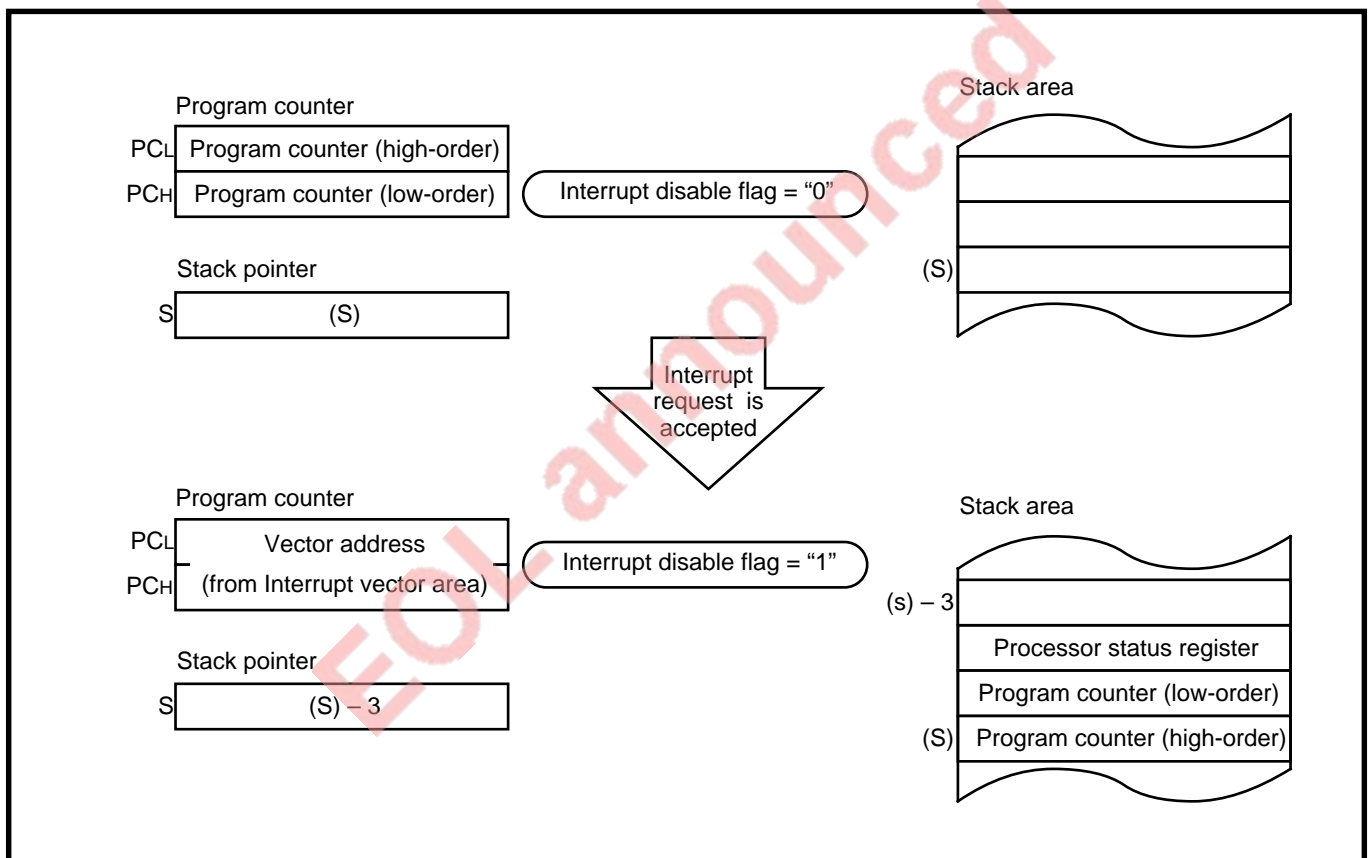 Program counter
PCL Program counter (high-order)
PCH Program counter (low-order)
Interrupt disable flag = “0”
Stack pointer
S (S)
Stack area
(S)
Interrupt
request is
accepted
Program counter
PCL Vector address
PCH (from Interrupt vector area)
Interrupt disable flag = “1”
Stack pointer
S (S) – 3
Stack area
(s) – 3
Processor status register
Program counter (low-order)
(S) Program counter (high-order)
EOL announced